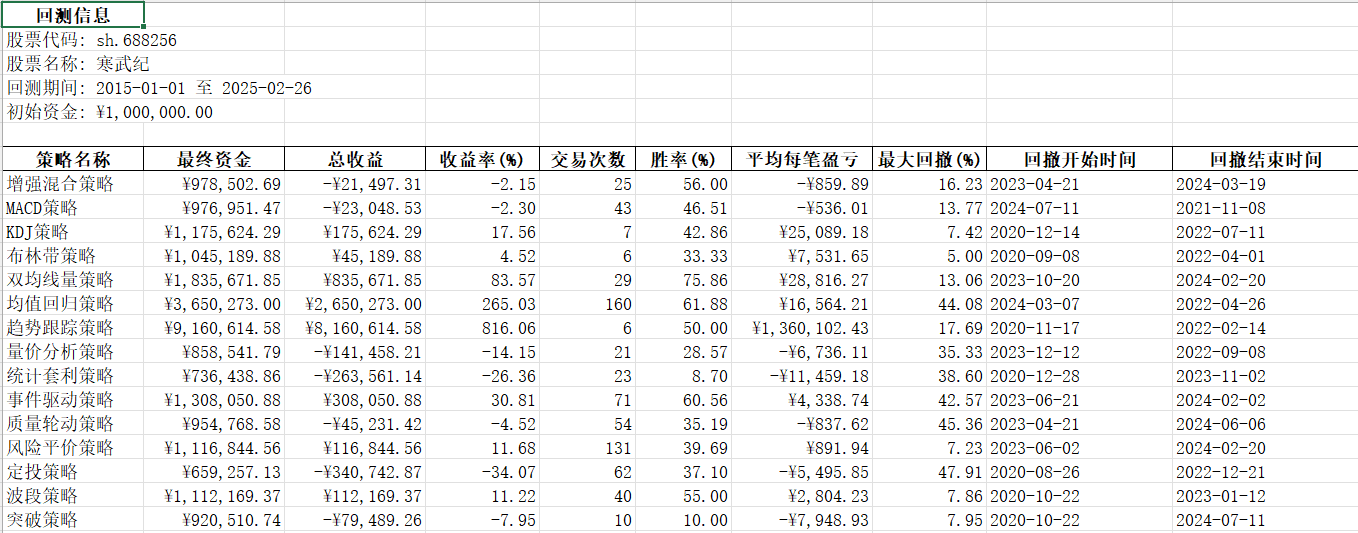 回测信息
股票代码: sh.688256
股票名称: 寒武纪
回测期间: 2015-01-01 至 2025-02-26
初始资金: ¥1,000,000.00
策略名称 最终资金 总收益 收益率(%) 交易次数 胜率(%) 平均每笔盈亏 最大回撤(%) 回撤开始时间 回撤结束时间
增强混合策略 ¥978,502.69 -¥21,497.31 -2.15 25 56.00 -¥859.89 16.23 2023-04-21 2024-03-19
MACD策略 ¥976,951.47 -¥23,048.53 -2.30 43 46.51 -¥536.01 13.77 2024-07-11 2021-11-08
KDJ策略 ¥1,175,624.29 ¥175,624.29 17.56 7 42.86 ¥25,089.18 7.42 2020-12-14 2022-07-11
布林带策略 ¥1,045,189.88 ¥45,189.88 4.52 6 33.33 ¥7,531.65 5.00 2020-09-08 2022-04-01
双均线量策略 ¥1,835,671.85 ¥835,671.85 83.57 29 75.86 ¥28,816.27 13.06 2023-10-20 2024-02-20
均值回归策略 ¥3,650,273.00 ¥2,650,273.00 265.03 160 61.88 ¥16,564.21 44.08 2024-03-07 2022-04-26
趋势跟踪策略 ¥9,160,614.58 ¥8,160,614.58 816.06 6 50.00 ¥1,360,102.43 17.69 2020-11-17 2022-02-14
量价分析策略 ¥858,541.79 -¥141,458.21 -14.15 21 28.57 -¥6,736.11 35.33 2023-12-12 2022-09-08
统计套利策略 ¥736,438.86 -¥263,561.14 -26.36 23 8.70 -¥11,459.18 38.60 2020-12-28 2023-11-02
事件驱动策略 ¥1,308,050.88 ¥308,050.88 30.81 71 60.56 ¥4,338.74 42.57 2023-06-21 2024-02-02
质量轮动策略 ¥954,768.58 -¥45,231.42 -4.52 54 35.19 -¥837.62 45.36 2023-04-21 2024-06-06
风险平价策略 ¥1,116,844.56 ¥116,844.56 11.68 131 39.69 ¥891.94 7.23 2023-06-02 2024-02-20
定投策略 ¥659,257.13 -¥340,742.87 -34.07 62 37.10 -¥5,495.85 47.91 2020-08-26 2022-12-21
波段策略 ¥1,112,169.37 ¥112,169.37 11.22 40 55.00 ¥2,804.23 7.86 2020-10-22 2023-01-12
突破策略 ¥920,510.74 -¥79,489.26 -7.95 10 10.00 -¥7,948.93 7.95 2020-10-22 2024-07-11